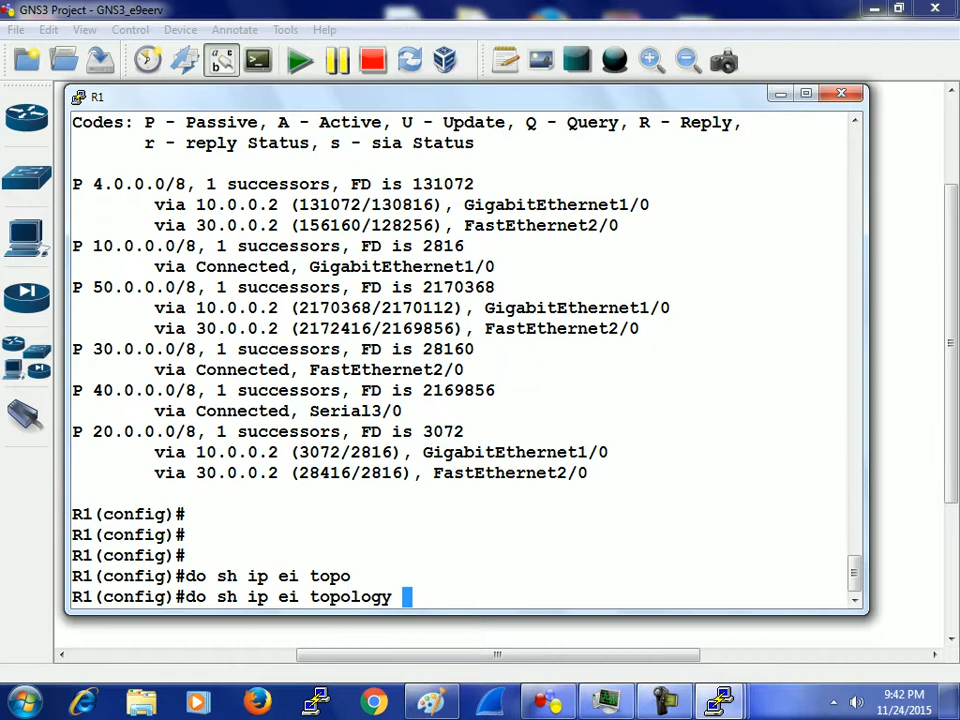 GNS3 Project - GNS3_e9eerv
File Edit View Control Device Annotate Tools Help
R1
Codes: P - Passive, A - Active, U - Update, Q - Query, R - Reply,
r - reply Status, s - sia Status
P 4.0.0.0/8, 1 successors, FD is 131072
via 10.0.0.2 (131072/130816), GigabitEthernet1/0
via 30.0.0.2 (156160/128256), FastEthernet2/0
P 10.0.0.0/8, 1 successors, FD is 2816
via Connected, GigabitEthernet1/0
P 50.0.0.0/8, 1 successors, FD is 2170368
via 10.0.0.2 (2170368/2170112), GigabitEthernet1/0
via 30.0.0.2 (2172416/2169856), FastEthernet2/0
P 30.0.0.0/8, 1 successors, FD is 28160
via Connected, FastEthernet2/0
P 40.0.0.0/8, 1 successors, FD is 2169856
via Connected, Serial3/0
P 20.0.0.0/8, 1 successors, FD is 3072
via 10.0.0.2 (3072/2816), GigabitEthernet1/0
via 30.0.0.2 (28416/2816), FastEthernet2/0
R1(config)#
R1(config)#
R1(config)#
R1(config)#do sh ip ei topo
R1(config)#do sh ip ei topology
9:42 PM
11/24/2015